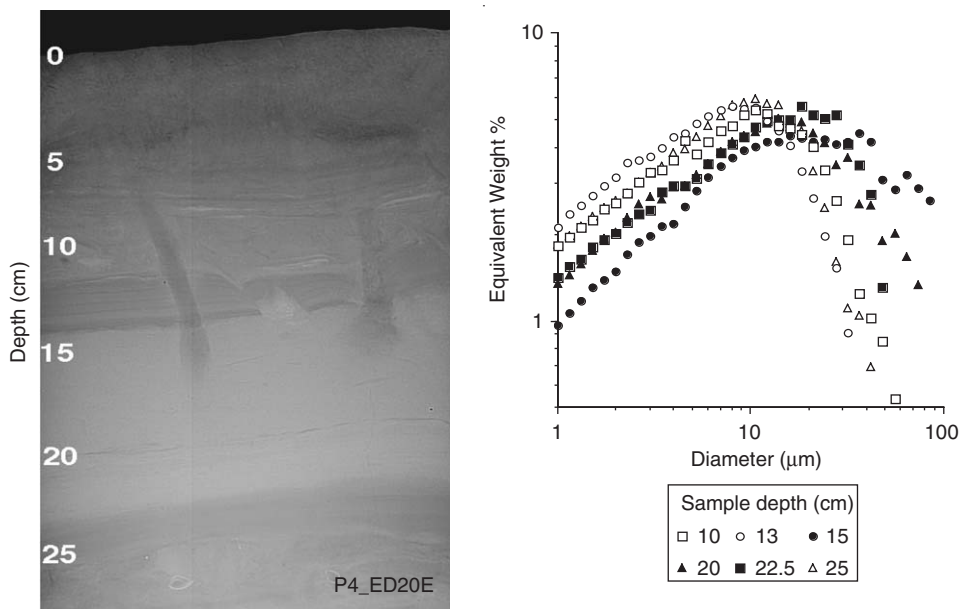 0
5
10
15
20
25
Depth (cm)
P4_ED20E
10
1
Equivalent Weight %
1 10 100
Diameter (μm)
Sample depth (cm)
□ 10 ○ 13 ● 15
▲ 20 ■ 22.5 △ 25